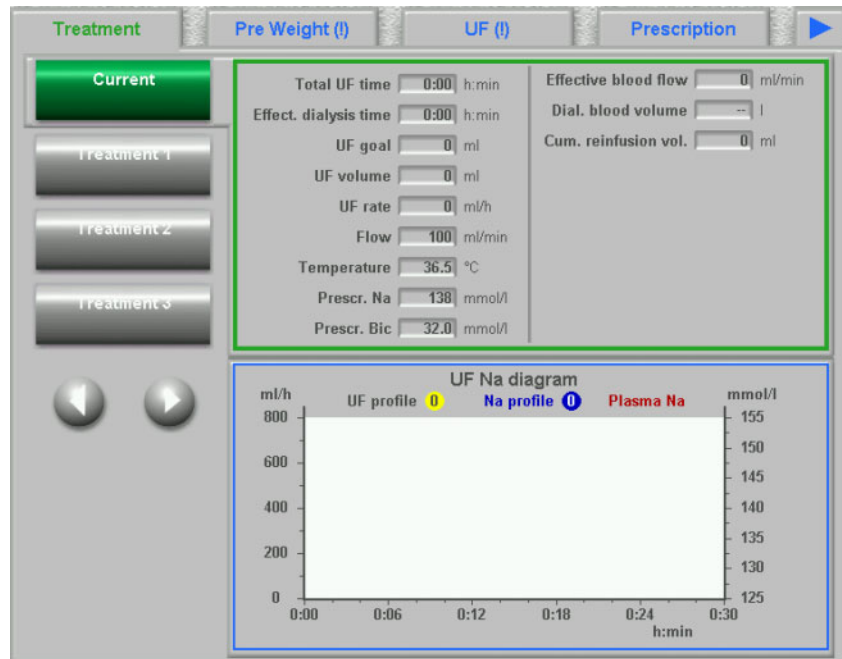 Treatment
Pre Weight (!)
UF (!)
Prescription
Current
Treatment 1
Treatment 2
Treatment 3
Total UF time 0:00 h:min
Effect. dialysis time 0:00 h:min
UF goal 0 ml
UF volume 0 ml
UF rate 0 ml/h
Flow 100 ml/min
Temperature 36.5 °C
Prescr. Na 138 mmol/l
Prescr. Bic 32.0 mmol/l
Effective blood flow 0 ml/min
Dial. blood volume -- l
Cum. reinfusion vol. 0 ml
UF Na diagram
ml/h
UF profile 0 Na profile 0 Plasma Na
mmol/l
800
600
400
200
0
155
150
145
140
135
130
125
0:00 0:06 0:12 0:18 0:24 0:30
h:min